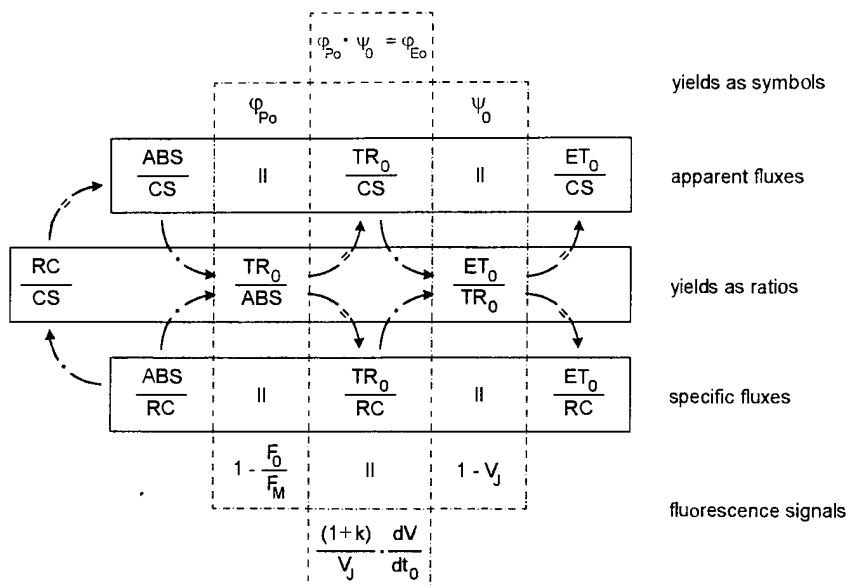 φPo · Ψ0 = φEo
yields as symbols
φPo Ψ0
ABS/CS || TR0/CS || ET0/CS apparent fluxes
RC/CS TR0/ABS ET0/TR0 yields as ratios
ABS/RC || TR0/RC || ET0/RC specific fluxes
1 - F0/FM || 1 - VJ
fluorescence signals
(1+k)/VJ · dV/dt0